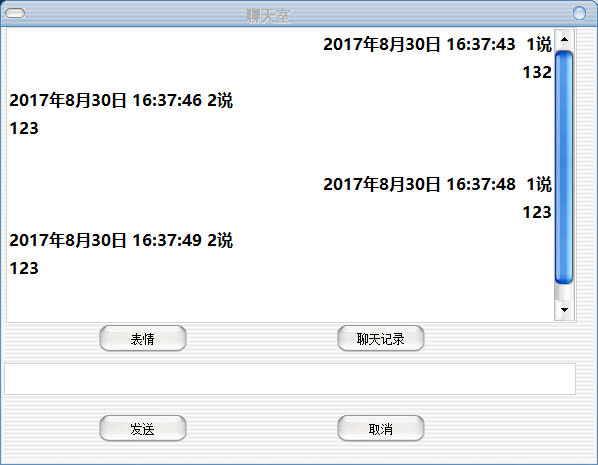 聊天室
2017年8月30日 16:37:43  1说
132
2017年8月30日 16:37:46 2说
123
2017年8月30日 16:37:48  1说
123
2017年8月30日 16:37:49 2说
123
表情 聊天记录
发送 取消